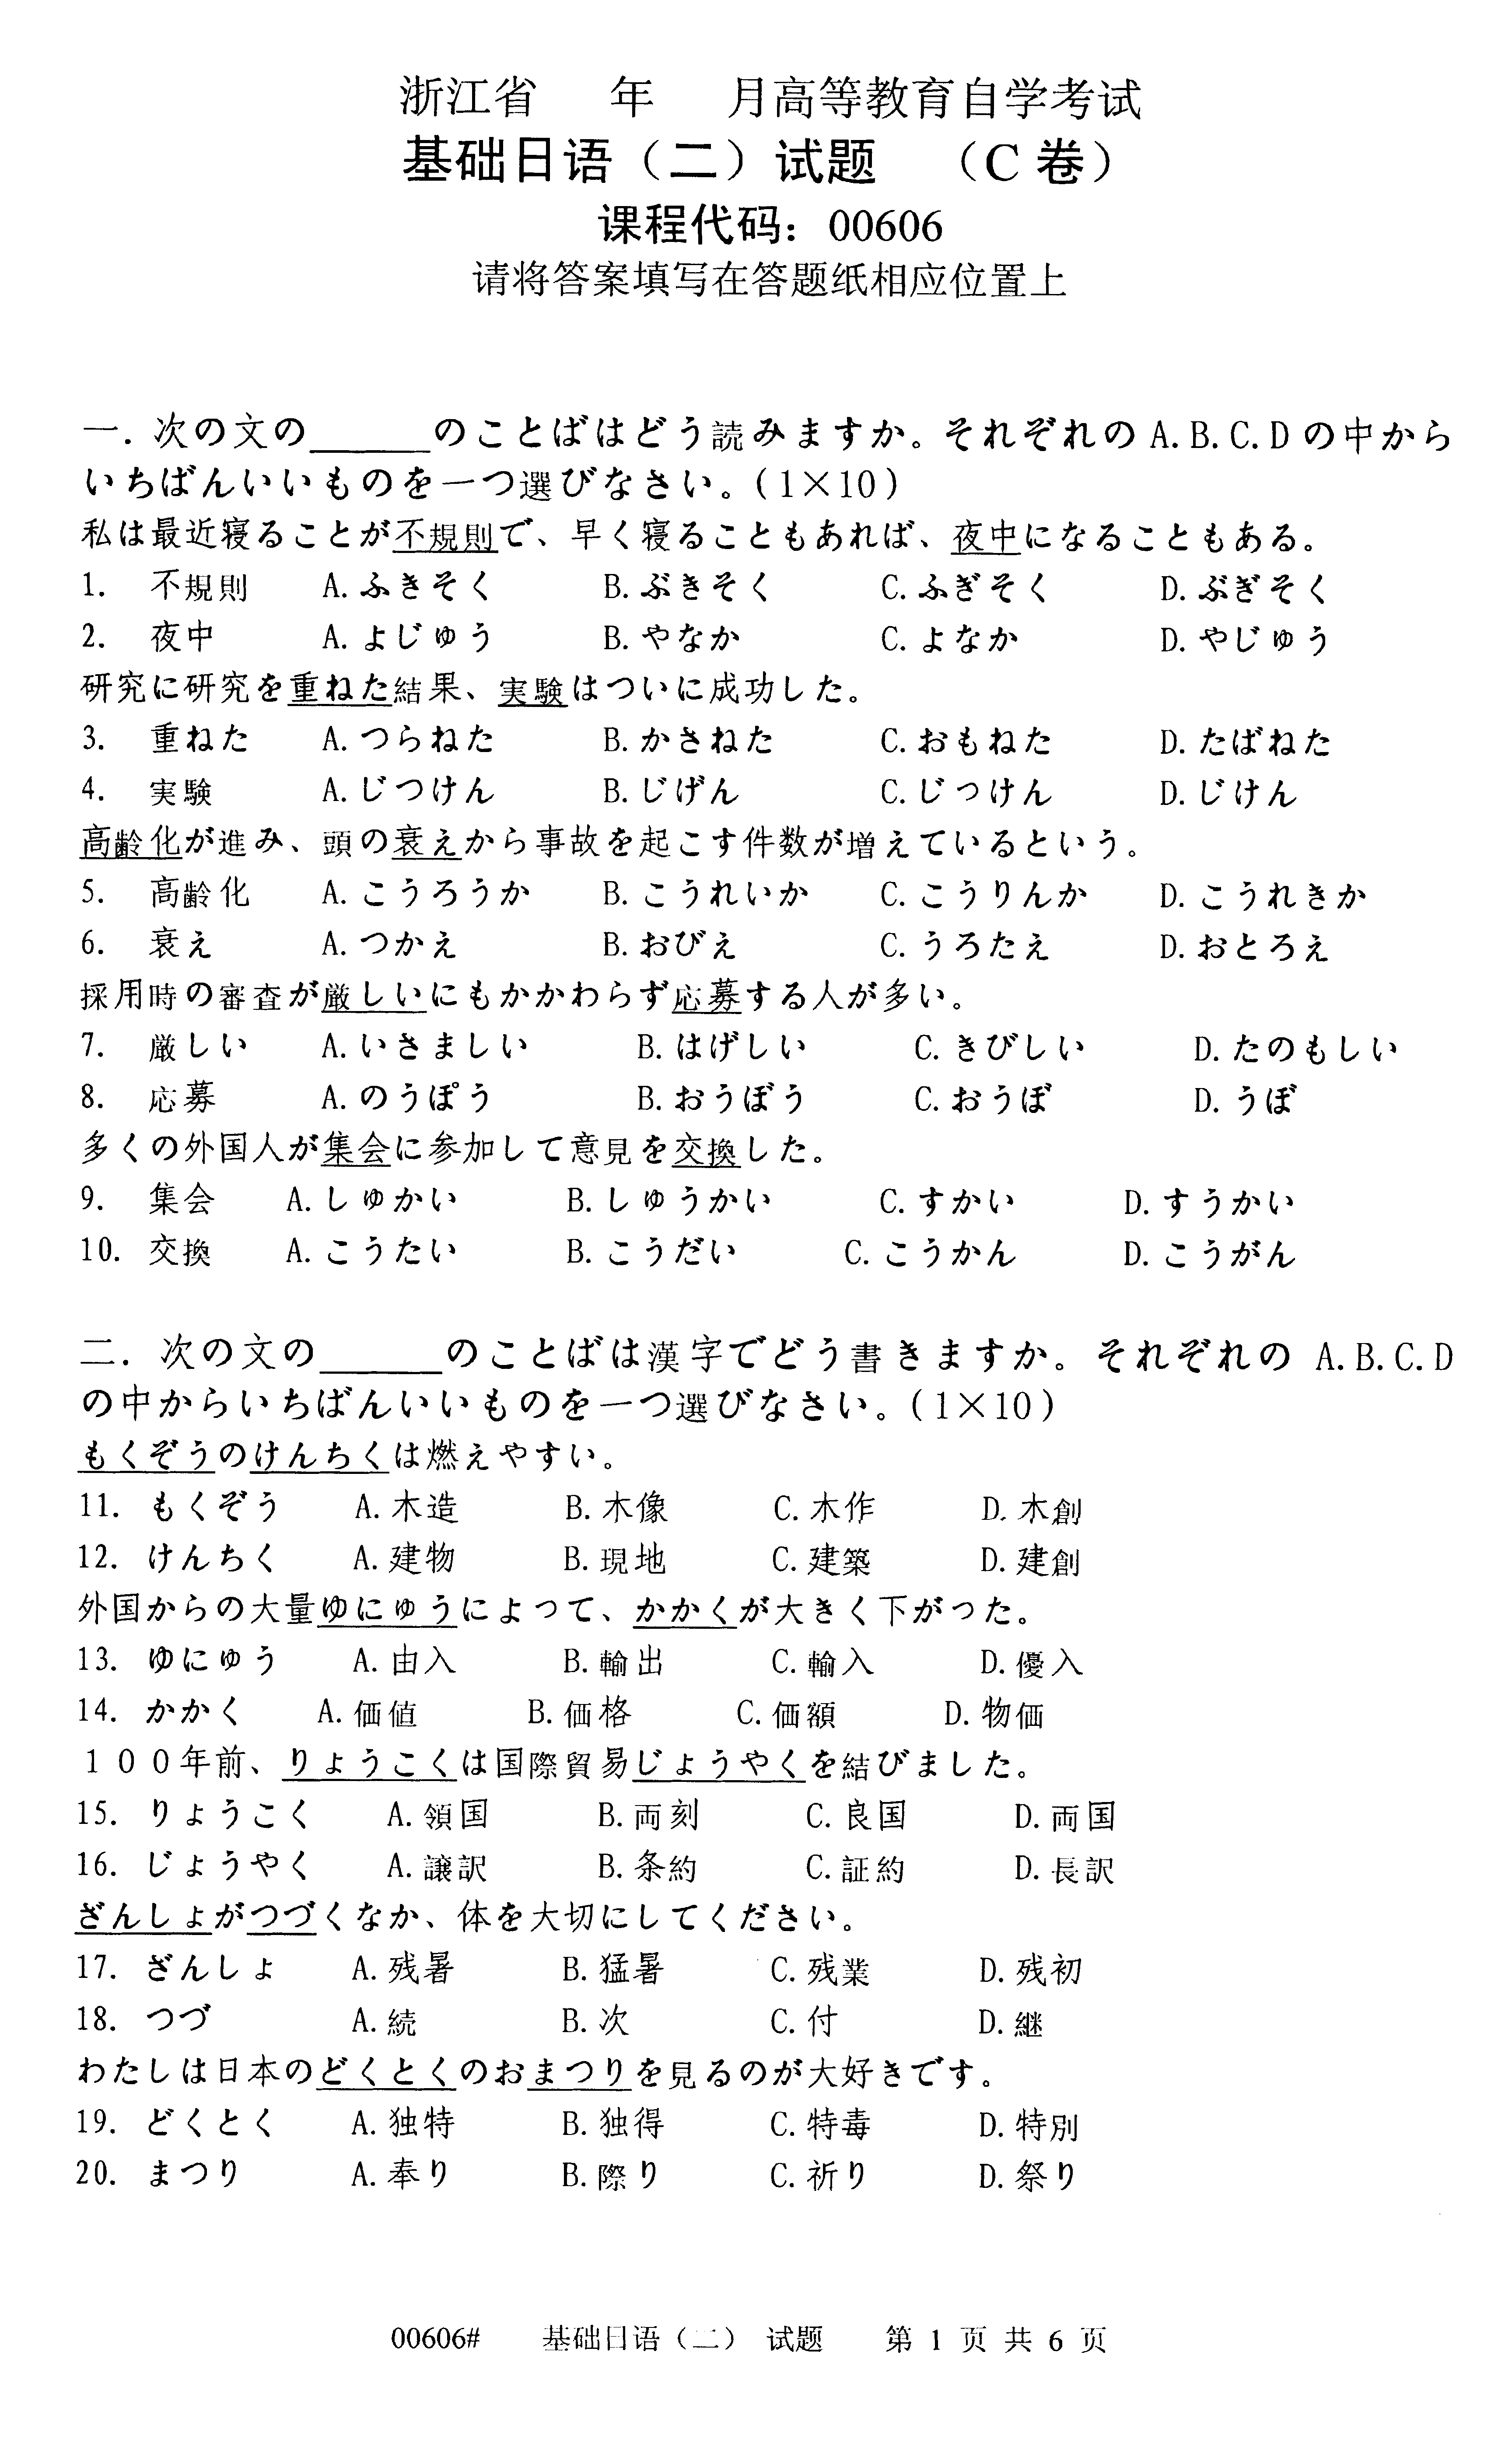 浙江省 年 月高等教育自学考试
基础日语（二）试题 （C 卷）
课程代码：00606
请将答案填写在答题纸相应位置上
一．次の文の______のことばはどう読みますか。それぞれの A.B.C.D の中から
いちばんいいものを一つ選びなさい。(1×10)
私は最近寝ることが不規則で、早く寝ることもあれば、夜中になることもある。
1. 不規則 A.ふきそく B.ぶきそく C.ふぎそく D.ぶぎそく
2. 夜中 A.よじゅう B.やなか C.よなか D.やじゅう
研究に研究を重ねた結果、実験はついに成功した。
3. 重ねた A.つらねた B.かさねた C.おもねた D.たばねた
4. 実験 A.じつけん B.じげん C.じっけん D.じけん
高齢化が進み、頭の衰えから事故を起こす件数が増えているという。
5. 高齢化 A.こうろうか B.こうれいか C.こうりんか D.こうれきか
6. 衰え A.つかえ B.おびえ C.うろたえ D.おとろえ
採用時の審査が厳しいにもかかわらず応募する人が多い。
7. 厳しい A.いさましい B.はげしい C.きびしい D.たのもしい
8. 応募 A.のうぽう B.おうぼう C.おうぼ D.うぼ
多くの外国人が集会に参加して意見を交換した。
9. 集会 A.しゅかい B.しゅうかい C.すかい D.すうかい
10. 交換 A.こうたい B.こうだい C.こうかん D.こうがん
二．次の文の______のことばは漢字でどう書きますか。それぞれの A.B.C.D
の中からいちばんいいものを一つ選びなさい。(1×10)
もくぞうのけんちくは燃えやすい。
11. もくぞう A.木造 B.木像 C.木作 D.木創
12. けんちく A.建物 B.現地 C.建築 D.建創
外国からの大量ゆにゅうによつて、かかくが大きく下がつた。
13. ゆにゅう A.由入 B.輸出 C.輸入 D.優入
14. かかく A.価値 B.価格 C.価額 D.物価
１００年前、りょうこくは国際貿易じょうやくを結びました。
15. りょうこく A.領国 B.両刻 C.良国 D.両国
16. じょうやく A.譲訳 B.条約 C.証約 D.長訳
ざんしょがつづくなか、体を大切にしてください。
17. ざんしょ A.残暑 B.猛暑 C.残業 D.残初
18. つづ A.続 B.次 C.付 D.継
わたしは日本のどくとくのおまつりを見るのが大好きです。
19. どくとく A.独特 B.独得 C.特毒 D.特別
20. まつり A.奉り B.際り C.祈り D.祭り
00606# 基础日语（二） 试题 第 1 页 共 6 页